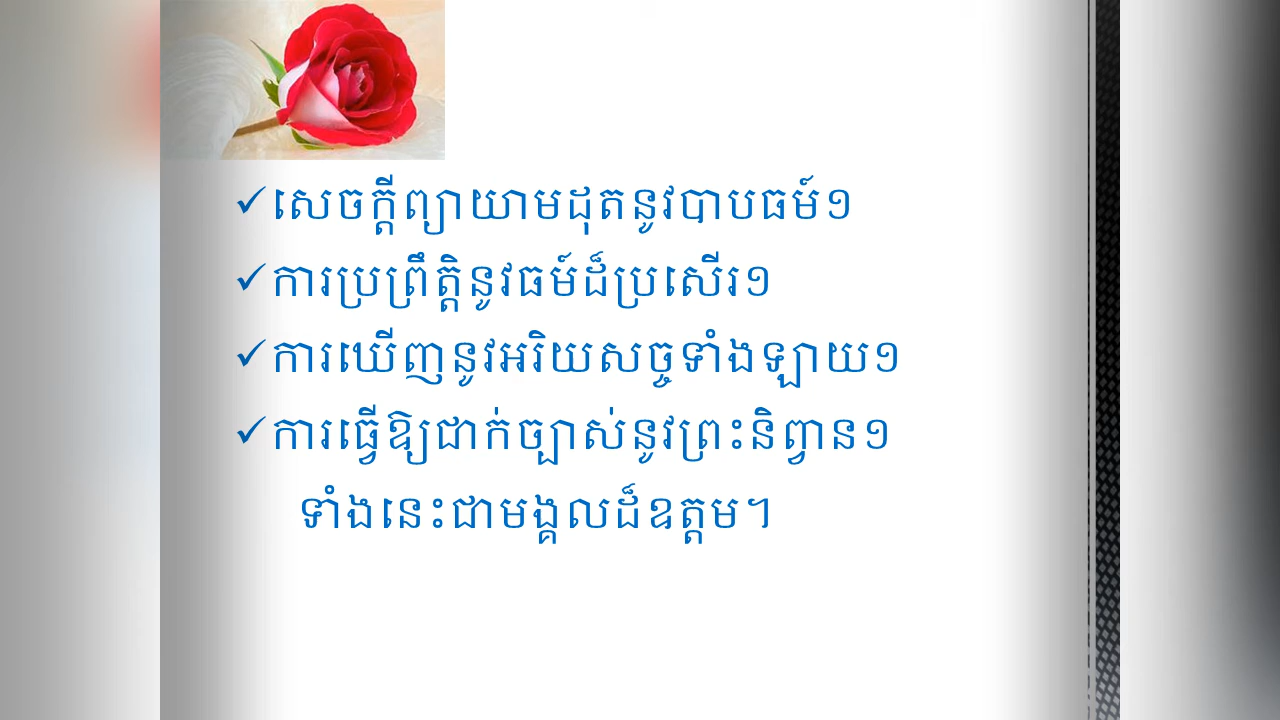 ✓សេចក្តីព្យាយាមដុតនូវបាបធម៍១
✓ការប្រព្រឹត្តិនូវធម៍ដ៏ប្រសើរ១
✓ការឃើញនូវអរិយសច្ចទាំងឡាយ១
✓ការធ្វើឱ្យជាក់ច្បាស់នូវព្រះនិព្វាន១
ទាំងនេះជាមង្គលដ៏ឧត្តម។